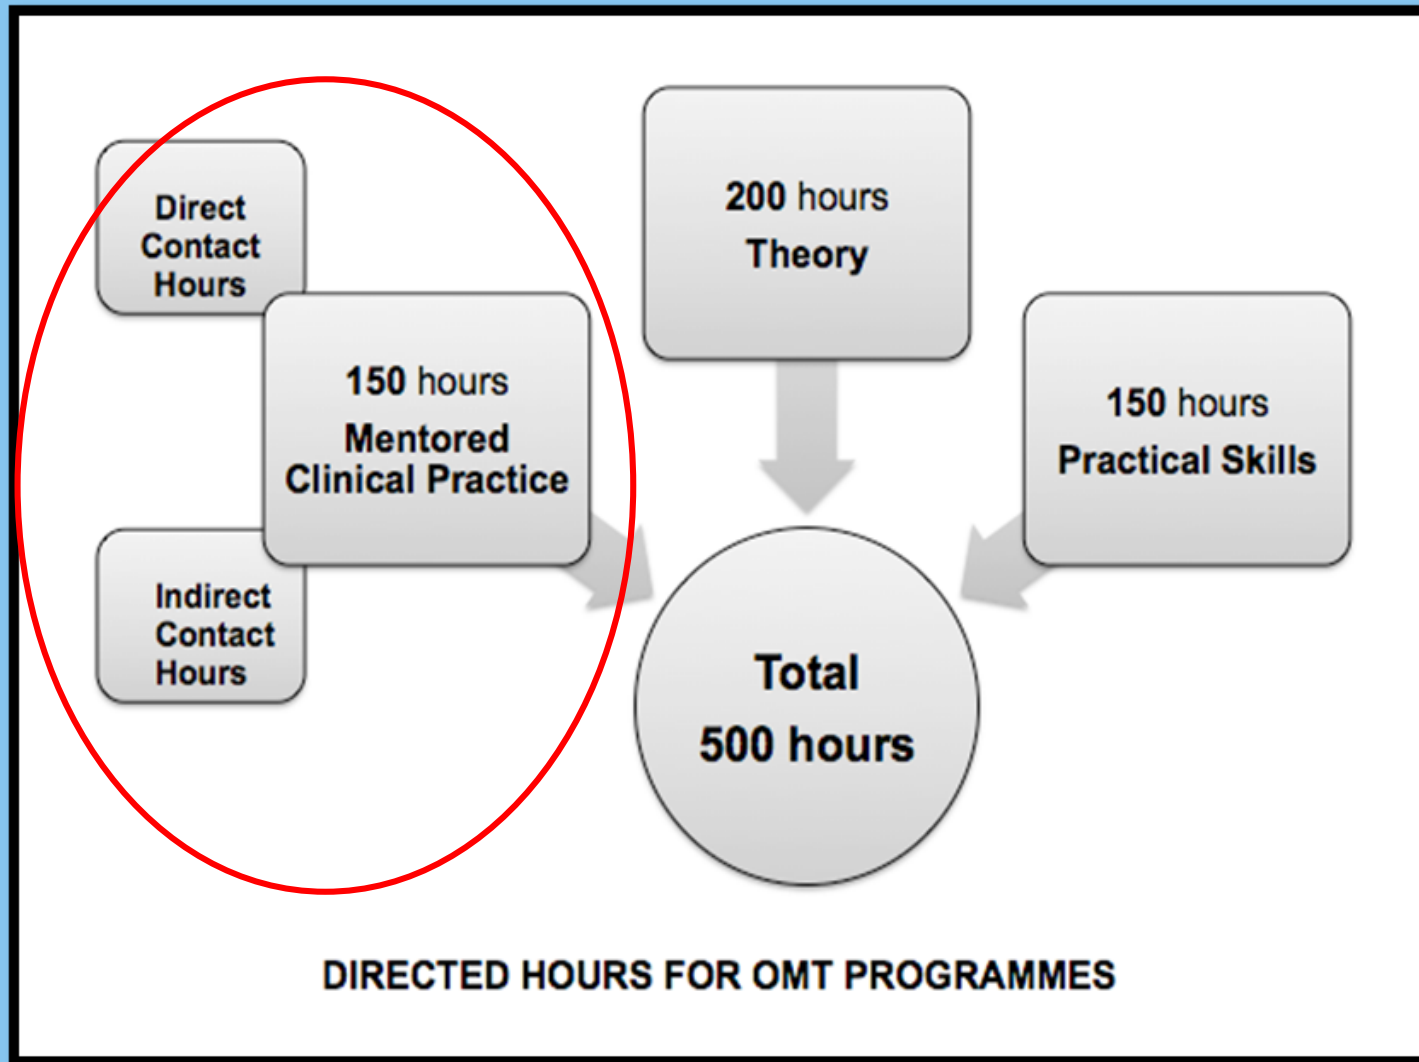 Direct
Contact
Hours
150 hours
Mentored
Clinical Practice
Indirect
Contact
Hours
200 hours
Theory
150 hours
Practical Skills
Total
500 hours
DIRECTED HOURS FOR OMT PROGRAMMES